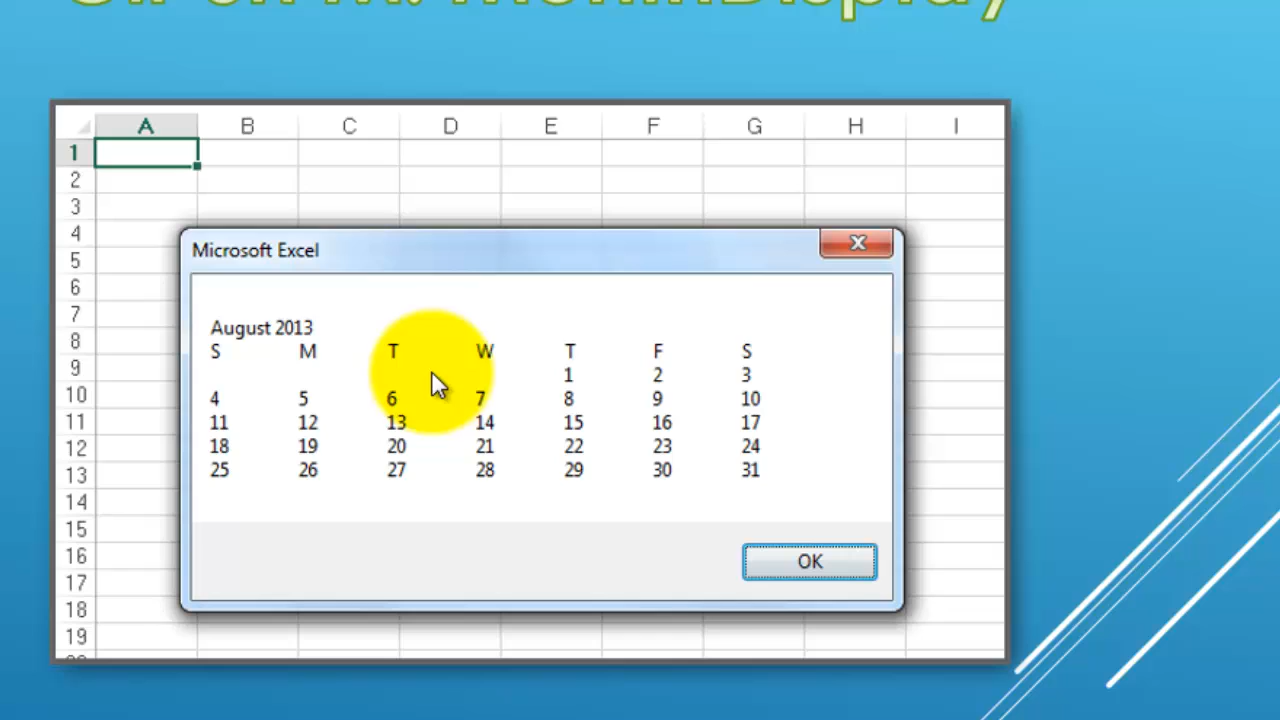 A B C D E F G H I
1
2
3
4
5
6
7
8
9
10
11
12
13
14
15
16
17
18
19
Microsoft Excel
August 2013
S M T W T F S
1 2 3
4 5 6 7 8 9 10
11 12 13 14 15 16 17
18 19 20 21 22 23 24
25 26 27 28 29 30 31
OK